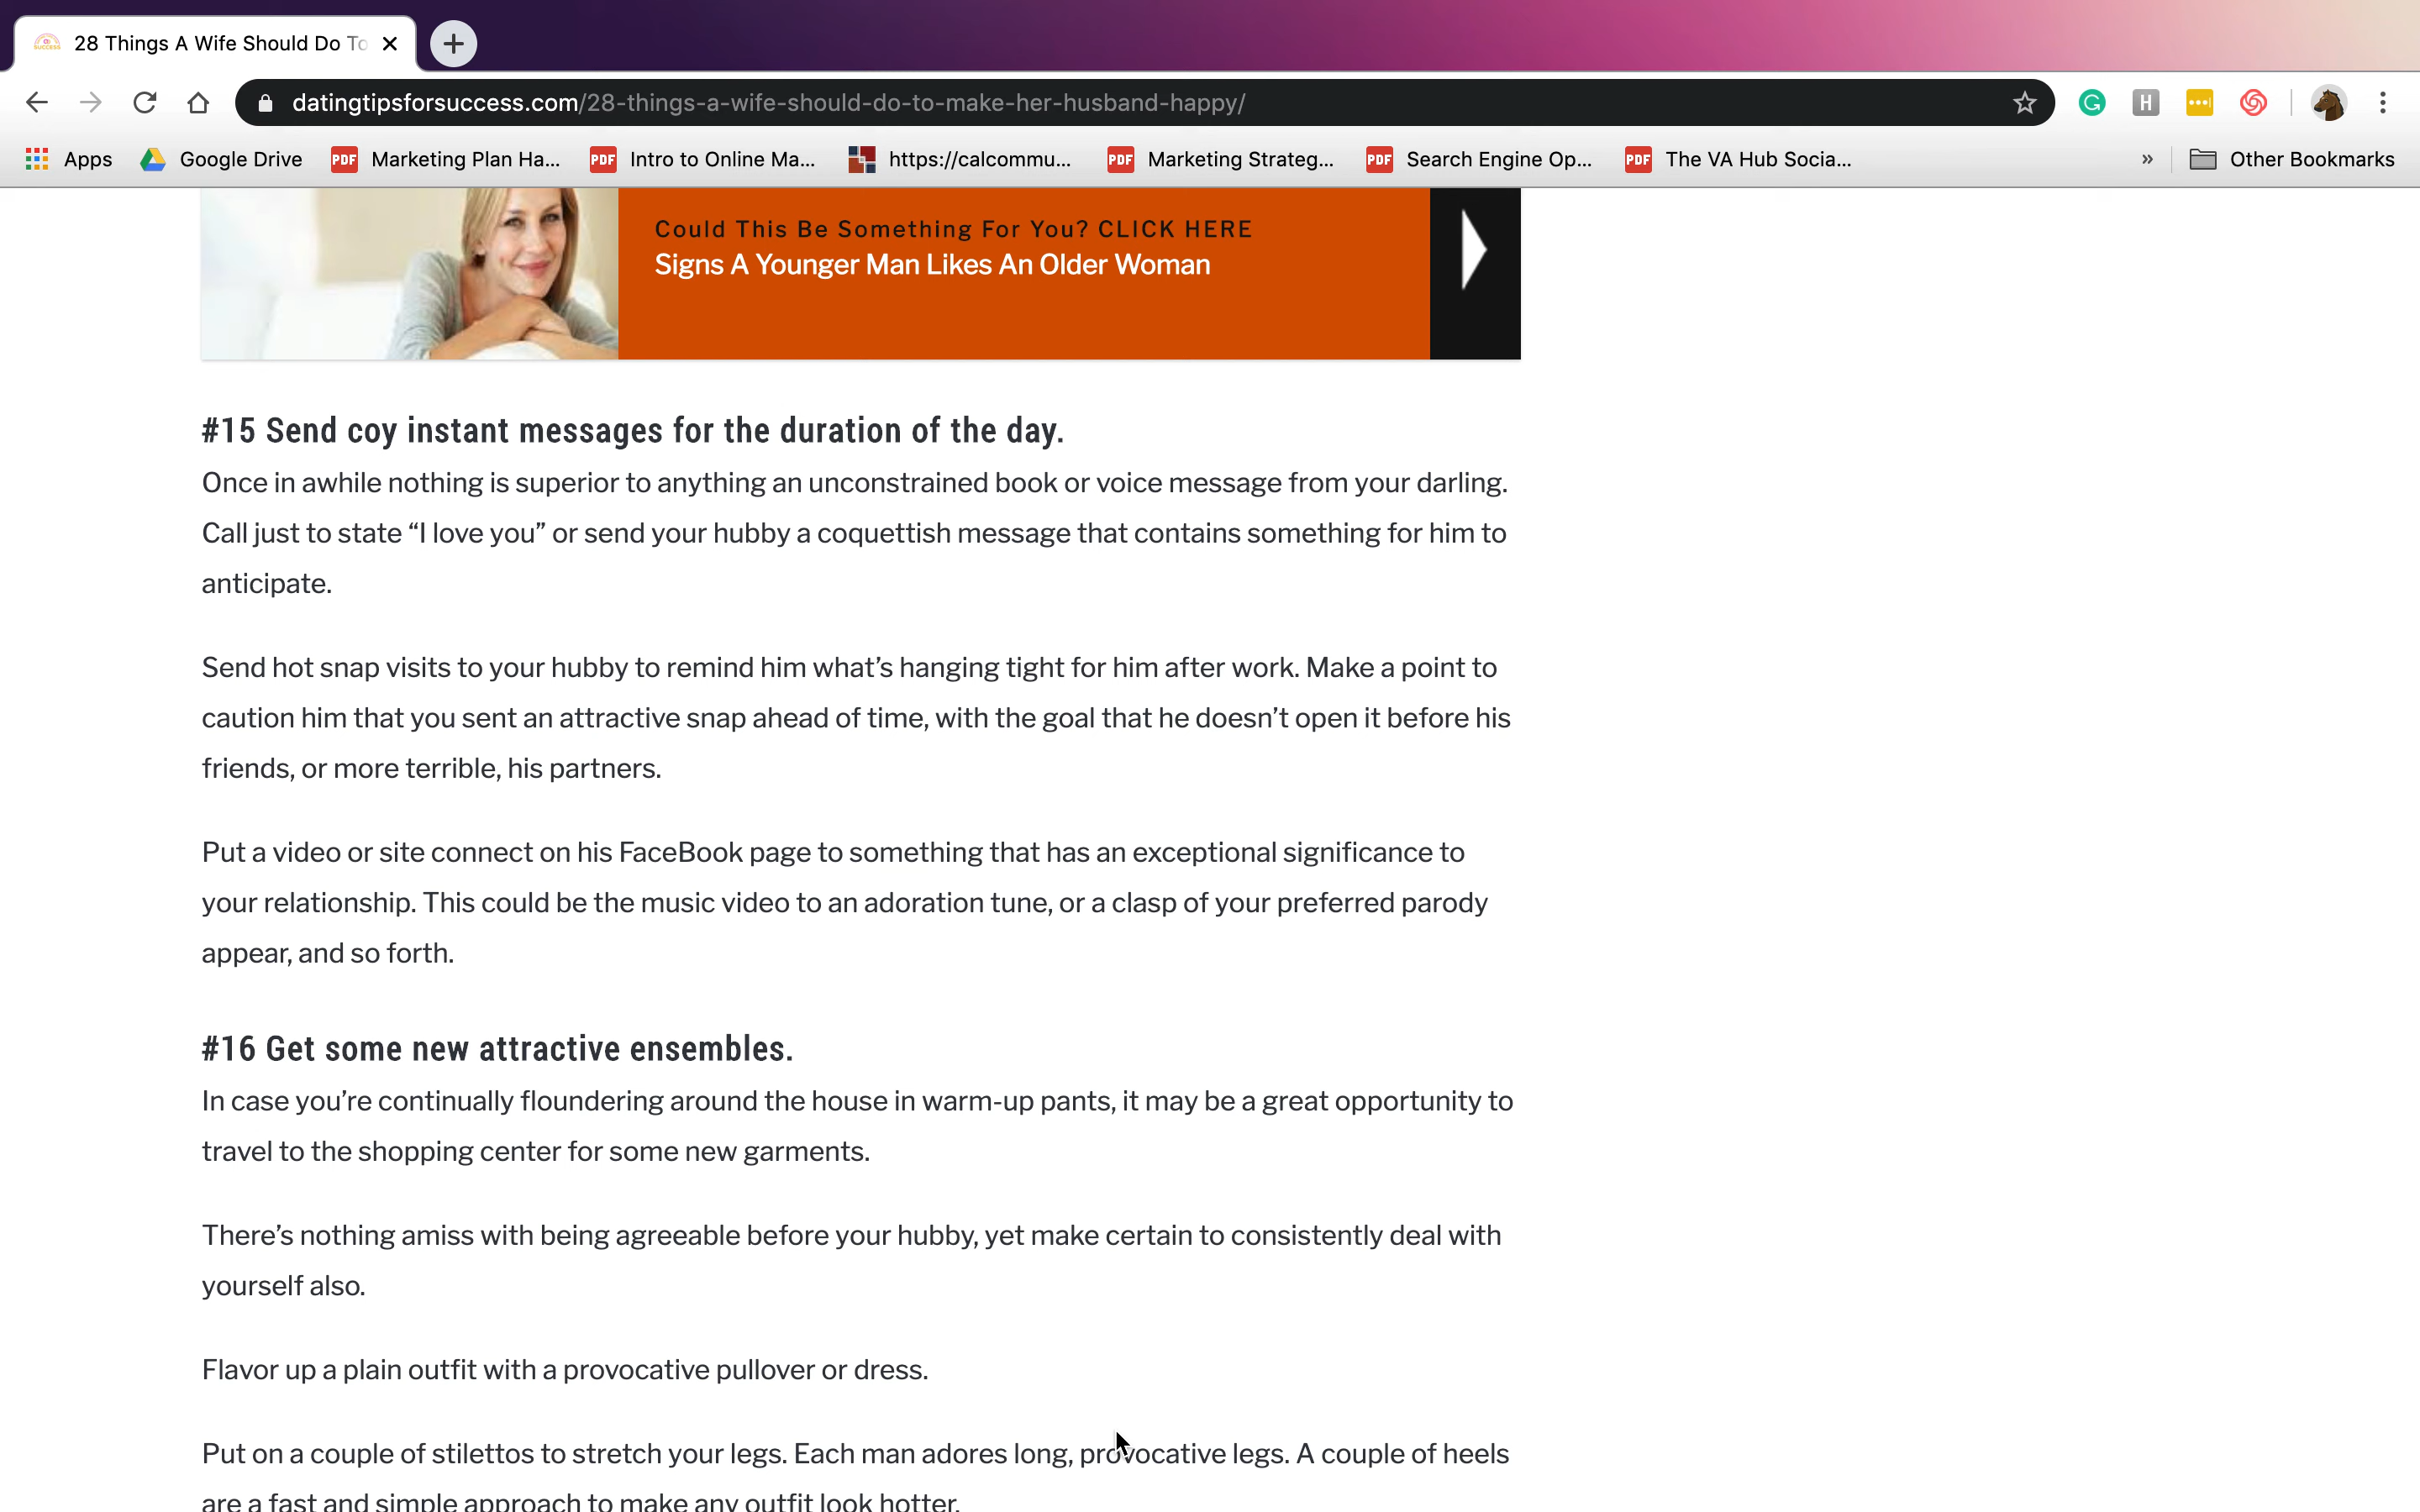 28 Things A Wife Should Do To
datingtipsforsuccess.com/28-things-a-wife-should-do-to-make-her-husband-happy/
Apps Google Drive Marketing Plan Ha... Intro to Online Ma... https://calcommu... Marketing Strateg... Search Engine Op... The VA Hub Socia... » Other Bookmarks
Could This Be Something For You? CLICK HERE
Signs A Younger Man Likes An Older Woman
#15 Send coy instant messages for the duration of the day.
Once in awhile nothing is superior to anything an unconstrained book or voice message from your darling.
Call just to state “I love you” or send your hubby a coquettish message that contains something for him to
anticipate.
Send hot snap visits to your hubby to remind him what’s hanging tight for him after work. Make a point to
caution him that you sent an attractive snap ahead of time, with the goal that he doesn’t open it before his
friends, or more terrible, his partners.
Put a video or site connect on his FaceBook page to something that has an exceptional significance to
your relationship. This could be the music video to an adoration tune, or a clasp of your preferred parody
appear, and so forth.
#16 Get some new attractive ensembles.
In case you’re continually floundering around the house in warm-up pants, it may be a great opportunity to
travel to the shopping center for some new garments.
There’s nothing amiss with being agreeable before your hubby, yet make certain to consistently deal with
yourself also.
Flavor up a plain outfit with a provocative pullover or dress.
Put on a couple of stilettos to stretch your legs. Each man adores long, provocative legs. A couple of heels
are a fast and simple approach to make any outfit look hotter.